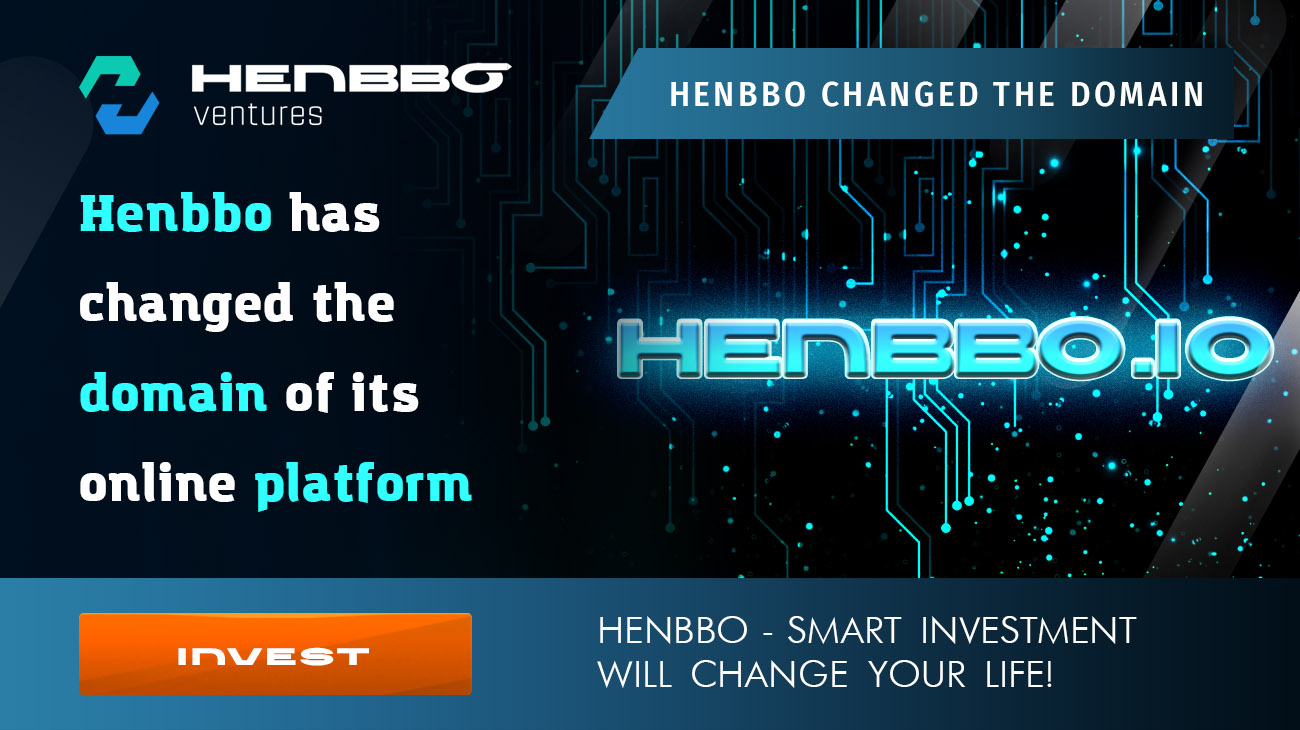 HENBBO
ventures
HENBBO CHANGED THE DOMAIN
Henbbo has
changed the
domain of its
online platform
HENBBO.IO
INVEST
HENBBO - SMART INVESTMENT
WILL CHANGE YOUR LIFE!